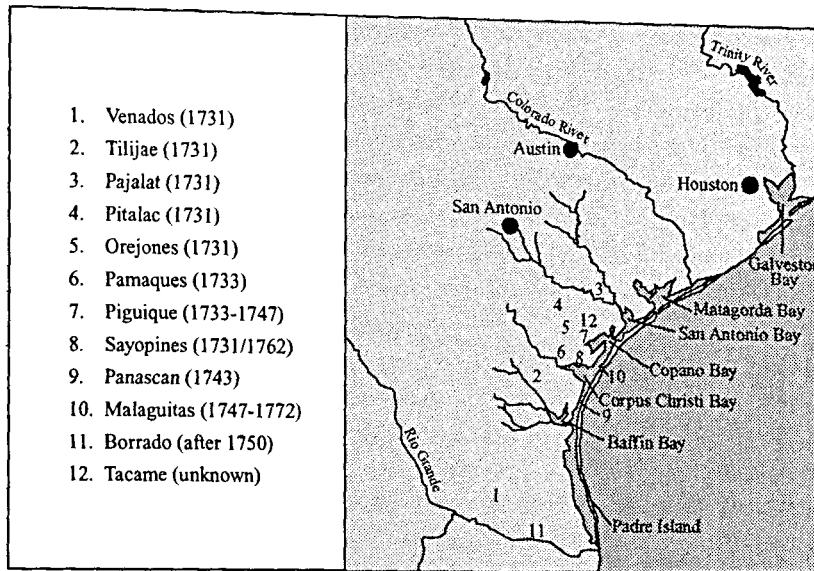 1. Venados (1731)
2. Tilijae (1731)
3. Pajalat (1731)
4. Pitalac (1731)
5. Orejones (1731)
6. Pamaques (1733)
7. Piguique (1733-1747)
8. Sayopines (1731/1762)
9. Panascan (1743)
10. Malaguitas (1747-1772)
11. Borrado (after 1750)
12. Tacame (unknown)
Trinity River
Colorado River
Austin
Houston
San Antonio
Galveston
Bay
3
Matagorda Bay
4
5 12
San Antonio Bay
7
6 8
Copano Bay
2
10
Corpus Christi Bay
9
Baffin Bay
Rio Grande
1
Padre Island
11